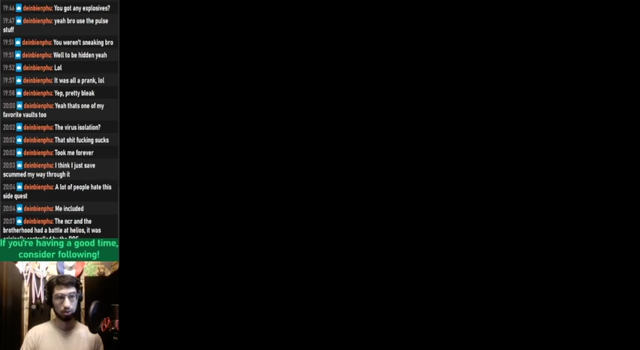 19:46 deinbienphu: You got any explosives?
19:47 deinbienphu: yeah bro use the pulse
stuff
19:51 deinbienphu: You weren't sneaking bro
19:51 deinbienphu: Well to be hidden yeah
19:52 deinbienphu: Lol
19:57 deinbienphu: It was all a prank, lol
19:58 deinbienphu: Yep, pretty bleak
20:00 deinbienphu: Yeah thats one of my
favorite vaults too
20:02 deinbienphu: The virus isolation?
20:03 deinbienphu: That shit fucking sucks
20:03 deinbienphu: Took me forever
20:03 deinbienphu: I think I just save
scummed my way through it
20:04 deinbienphu: A lot of people hate this
side quest
20:04 deinbienphu: Me included
20:07 deinbienphu: The ncr and the
brotherhood had a battle at helios, it was
If you're having a good time,
consider following!